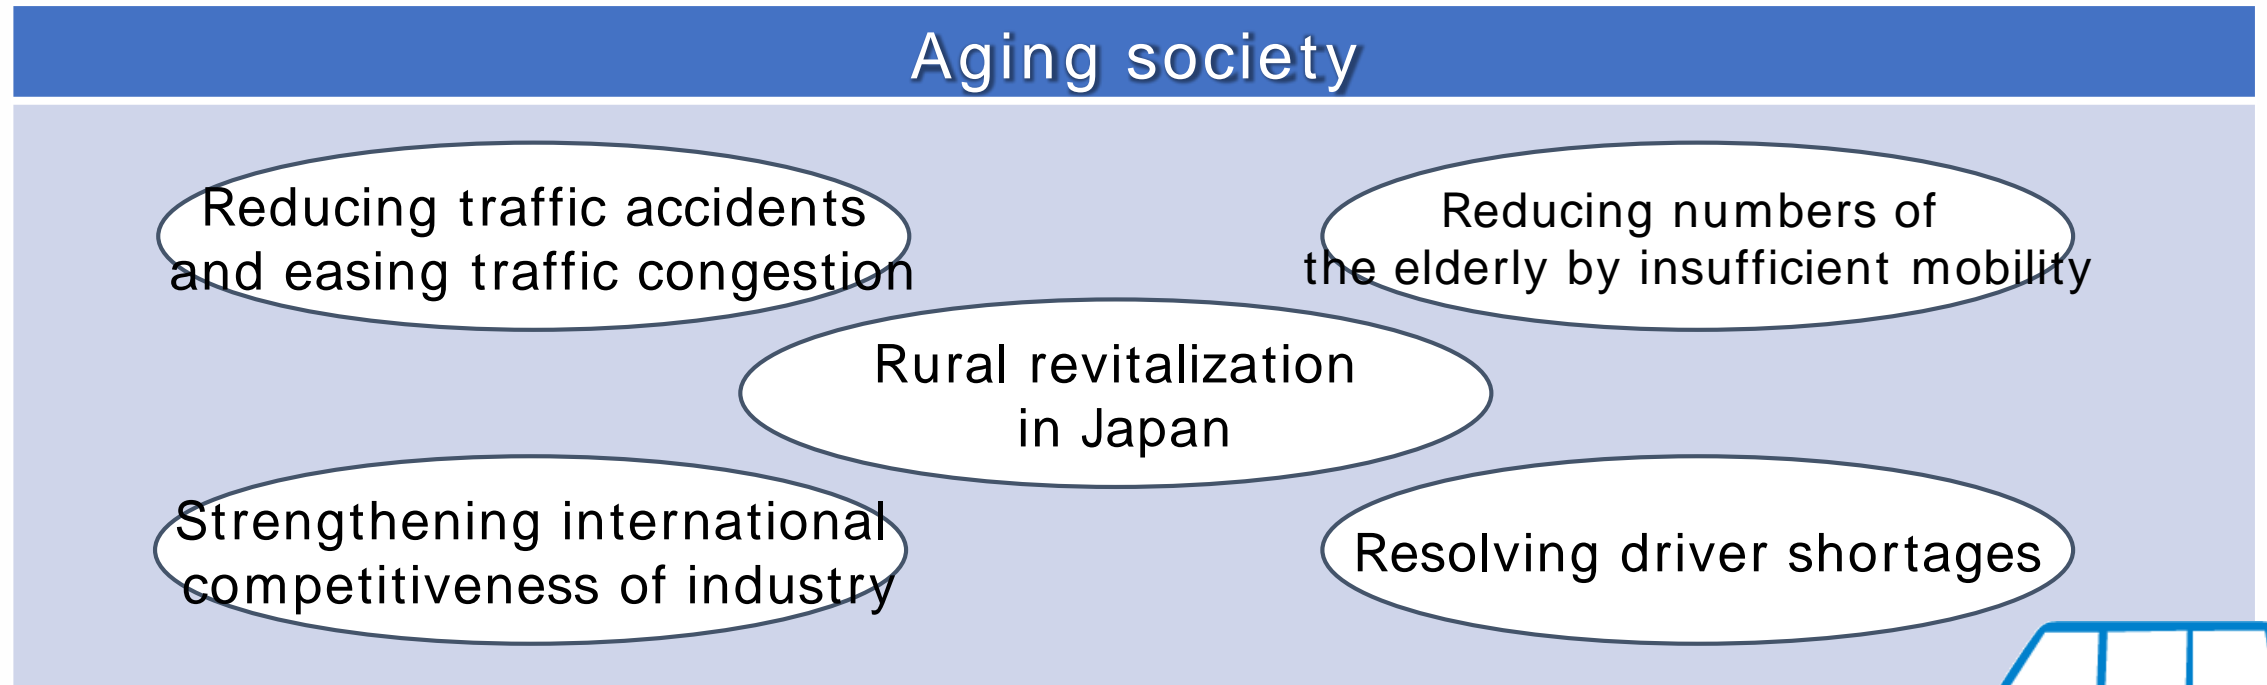 Aging society
Reducing traffic accidents
and easing traffic congestion
Reducing numbers of
the elderly by insufficient mobility
Rural revitalization
in Japan
Strengthening international
competitiveness of industry
Resolving driver shortages